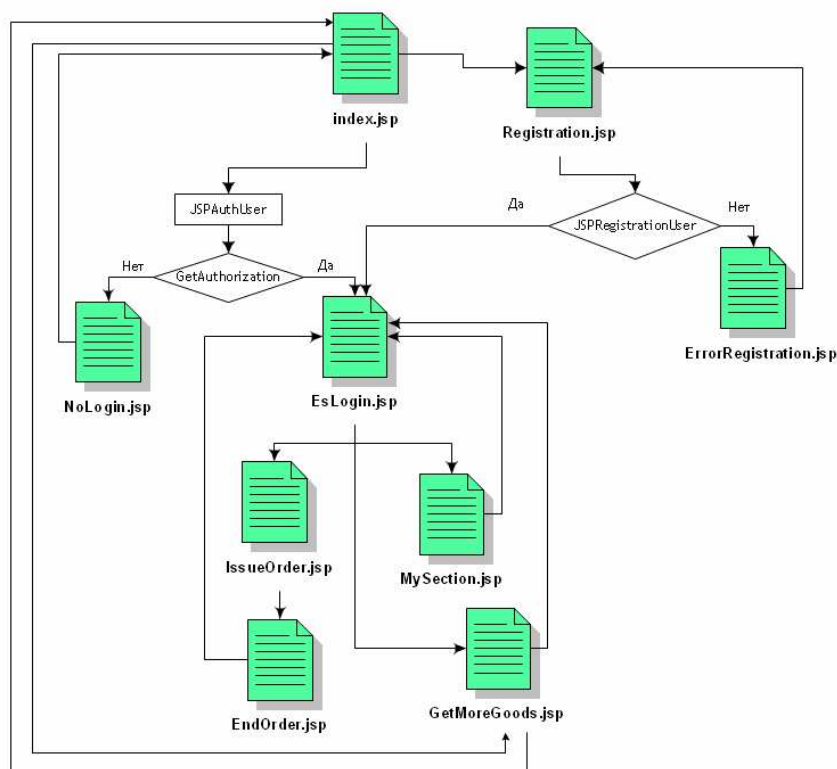 index.jsp
Registration.jsp
JSPAuthUser
Да
JSPRegistrationUser
Нет
Нет
GetAuthorization
Да
ErrorRegistration.jsp
NoLogin.jsp
EsLogin.jsp
IssueOrder.jsp
MySection.jsp
EndOrder.jsp
GetMoreGoods.jsp